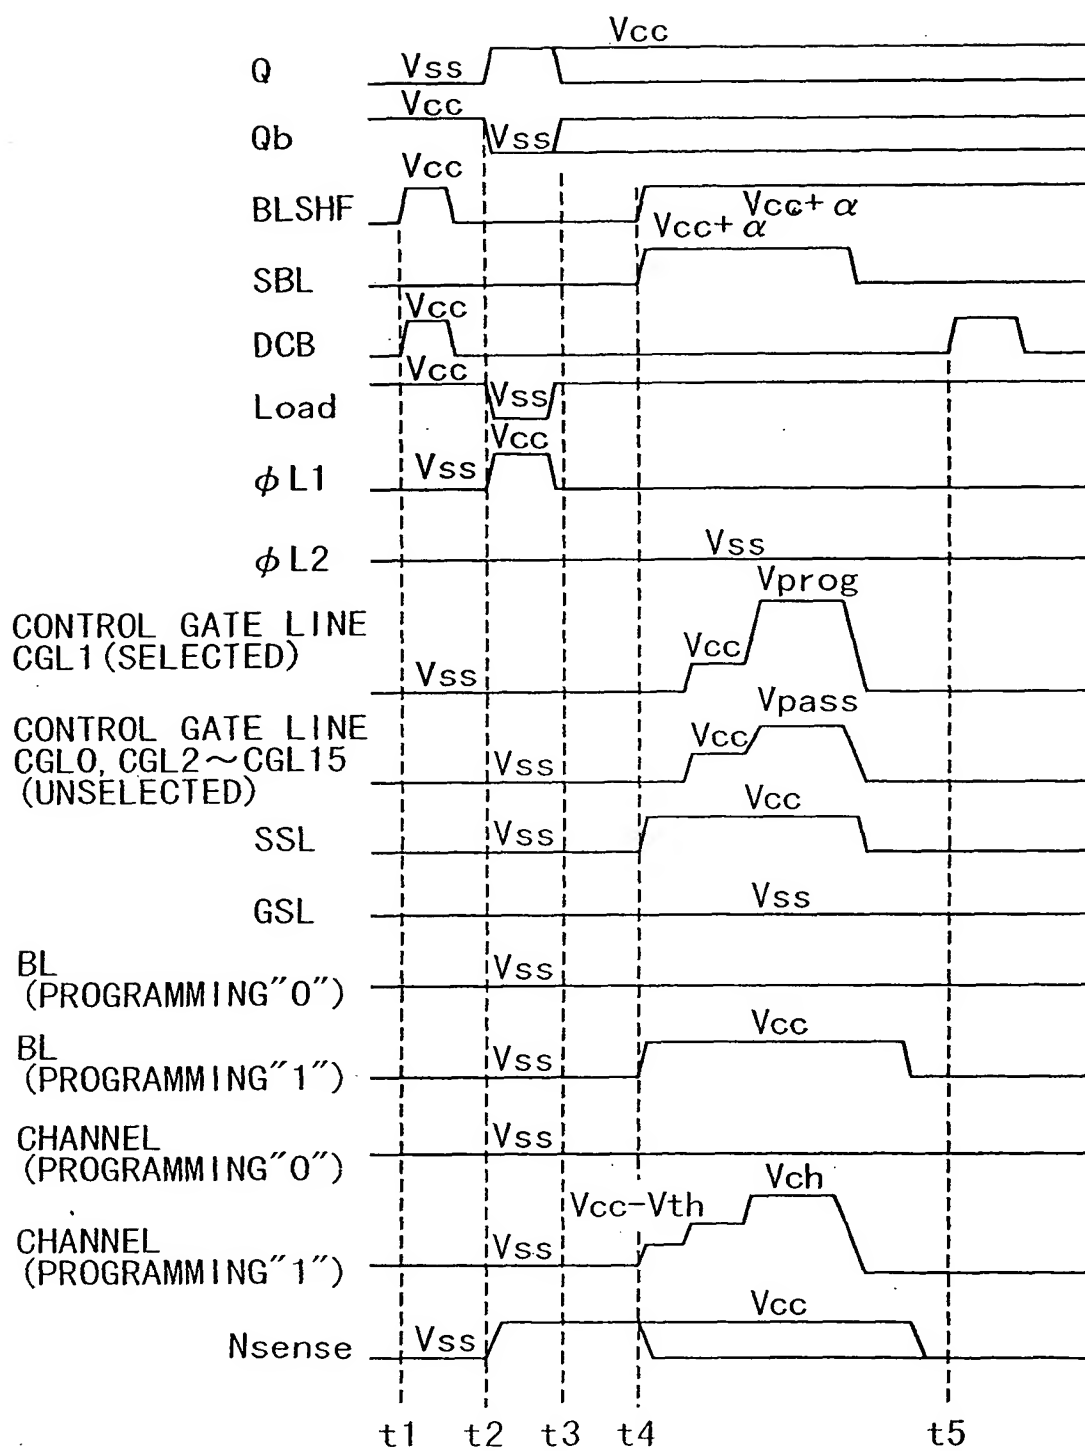 Vcc
Q Vss
Vcc
Qb Vss
Vcc
BLSHF Vcc+α
Vcc+α
SBL
Vcc
DCB
Vcc
Load Vss
Vcc
φL1 Vss
φL2 Vss
Vprog
CONTROL GATE LINE
CGL1(SELECTED) Vcc
Vss
Vpass
CONTROL GATE LINE
CGL0,CGL2～CGL15 Vcc
(UNSELECTED) Vss
Vcc
SSL Vss
GSL Vss
BL Vss
(PROGRAMMING"0")
Vcc
BL Vss
(PROGRAMMING"1")
CHANNEL Vss
(PROGRAMMING"0")
Vch
Vcc-Vth
CHANNEL Vss
(PROGRAMMING"1")
Vcc
Nsense Vss
t1 t2 t3 t4 t5